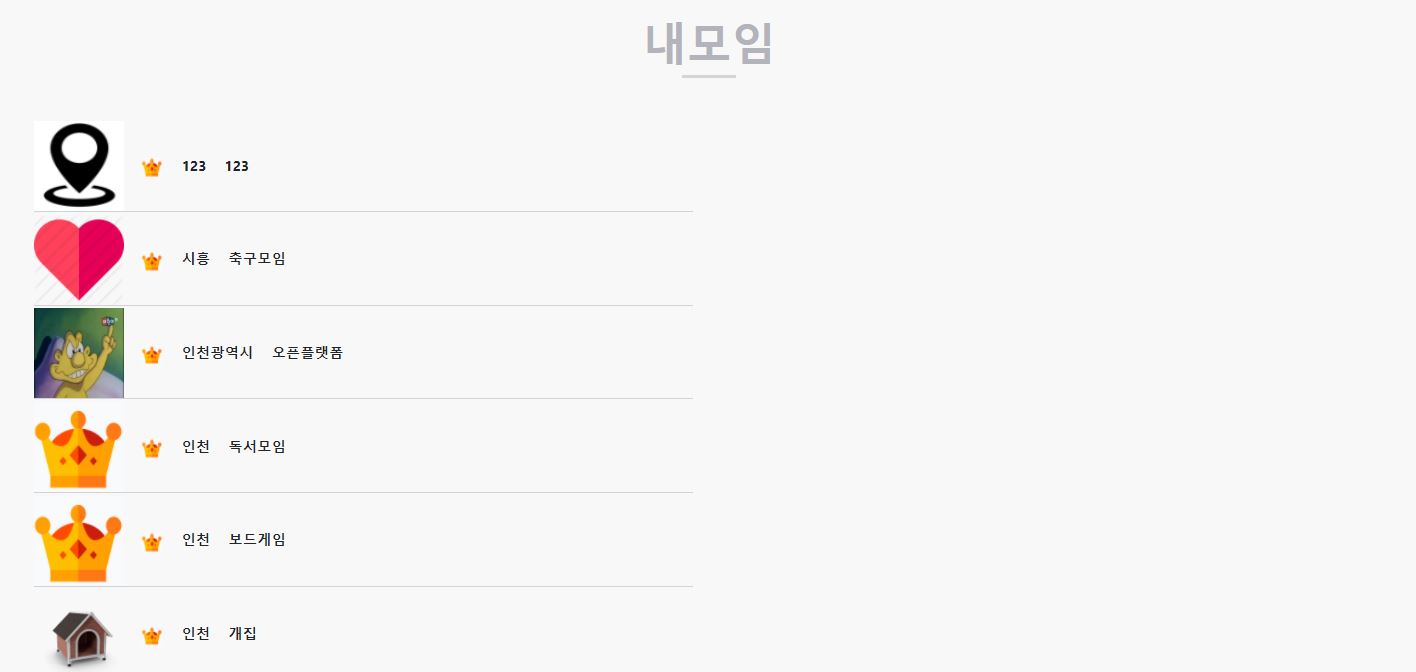 내모임
123 123
시흥 축구모임
인천광역시 오픈플랫폼
인천 독서모임
인천 보드게임
인천 개집